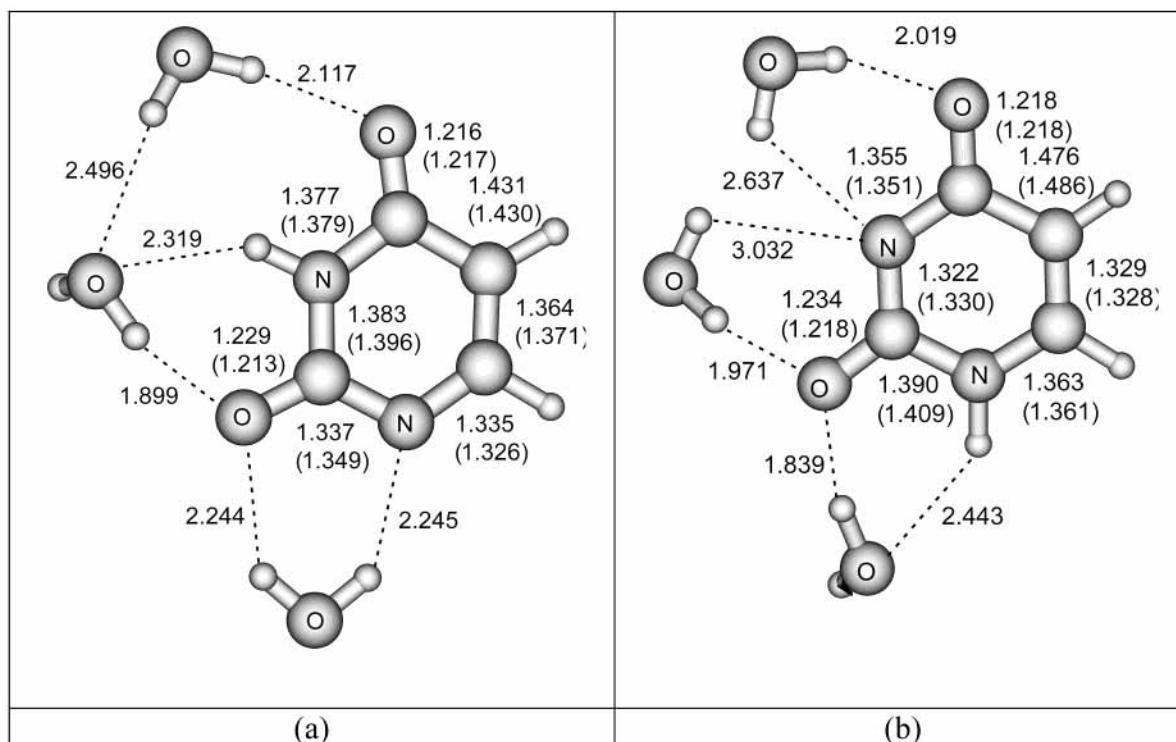 O
2.117
O
1.216
(1.217)
1.431
(1.430)
1.377
(1.379)
2.496
2.319
O
N
1.383
(1.396)
1.364
(1.371)
1.229
(1.213)
1.899
O
N
1.337
(1.349)
1.335
(1.326)
2.244
2.245
O
(a)
2.019
O
O
1.218
(1.218)
1.355
(1.351)
1.476
(1.486)
2.637
3.032
N
O
1.322
(1.330)
1.329
(1.328)
1.234
(1.218)
1.971
O
N
1.390
(1.409)
1.363
(1.361)
1.839
2.443
O
(b)